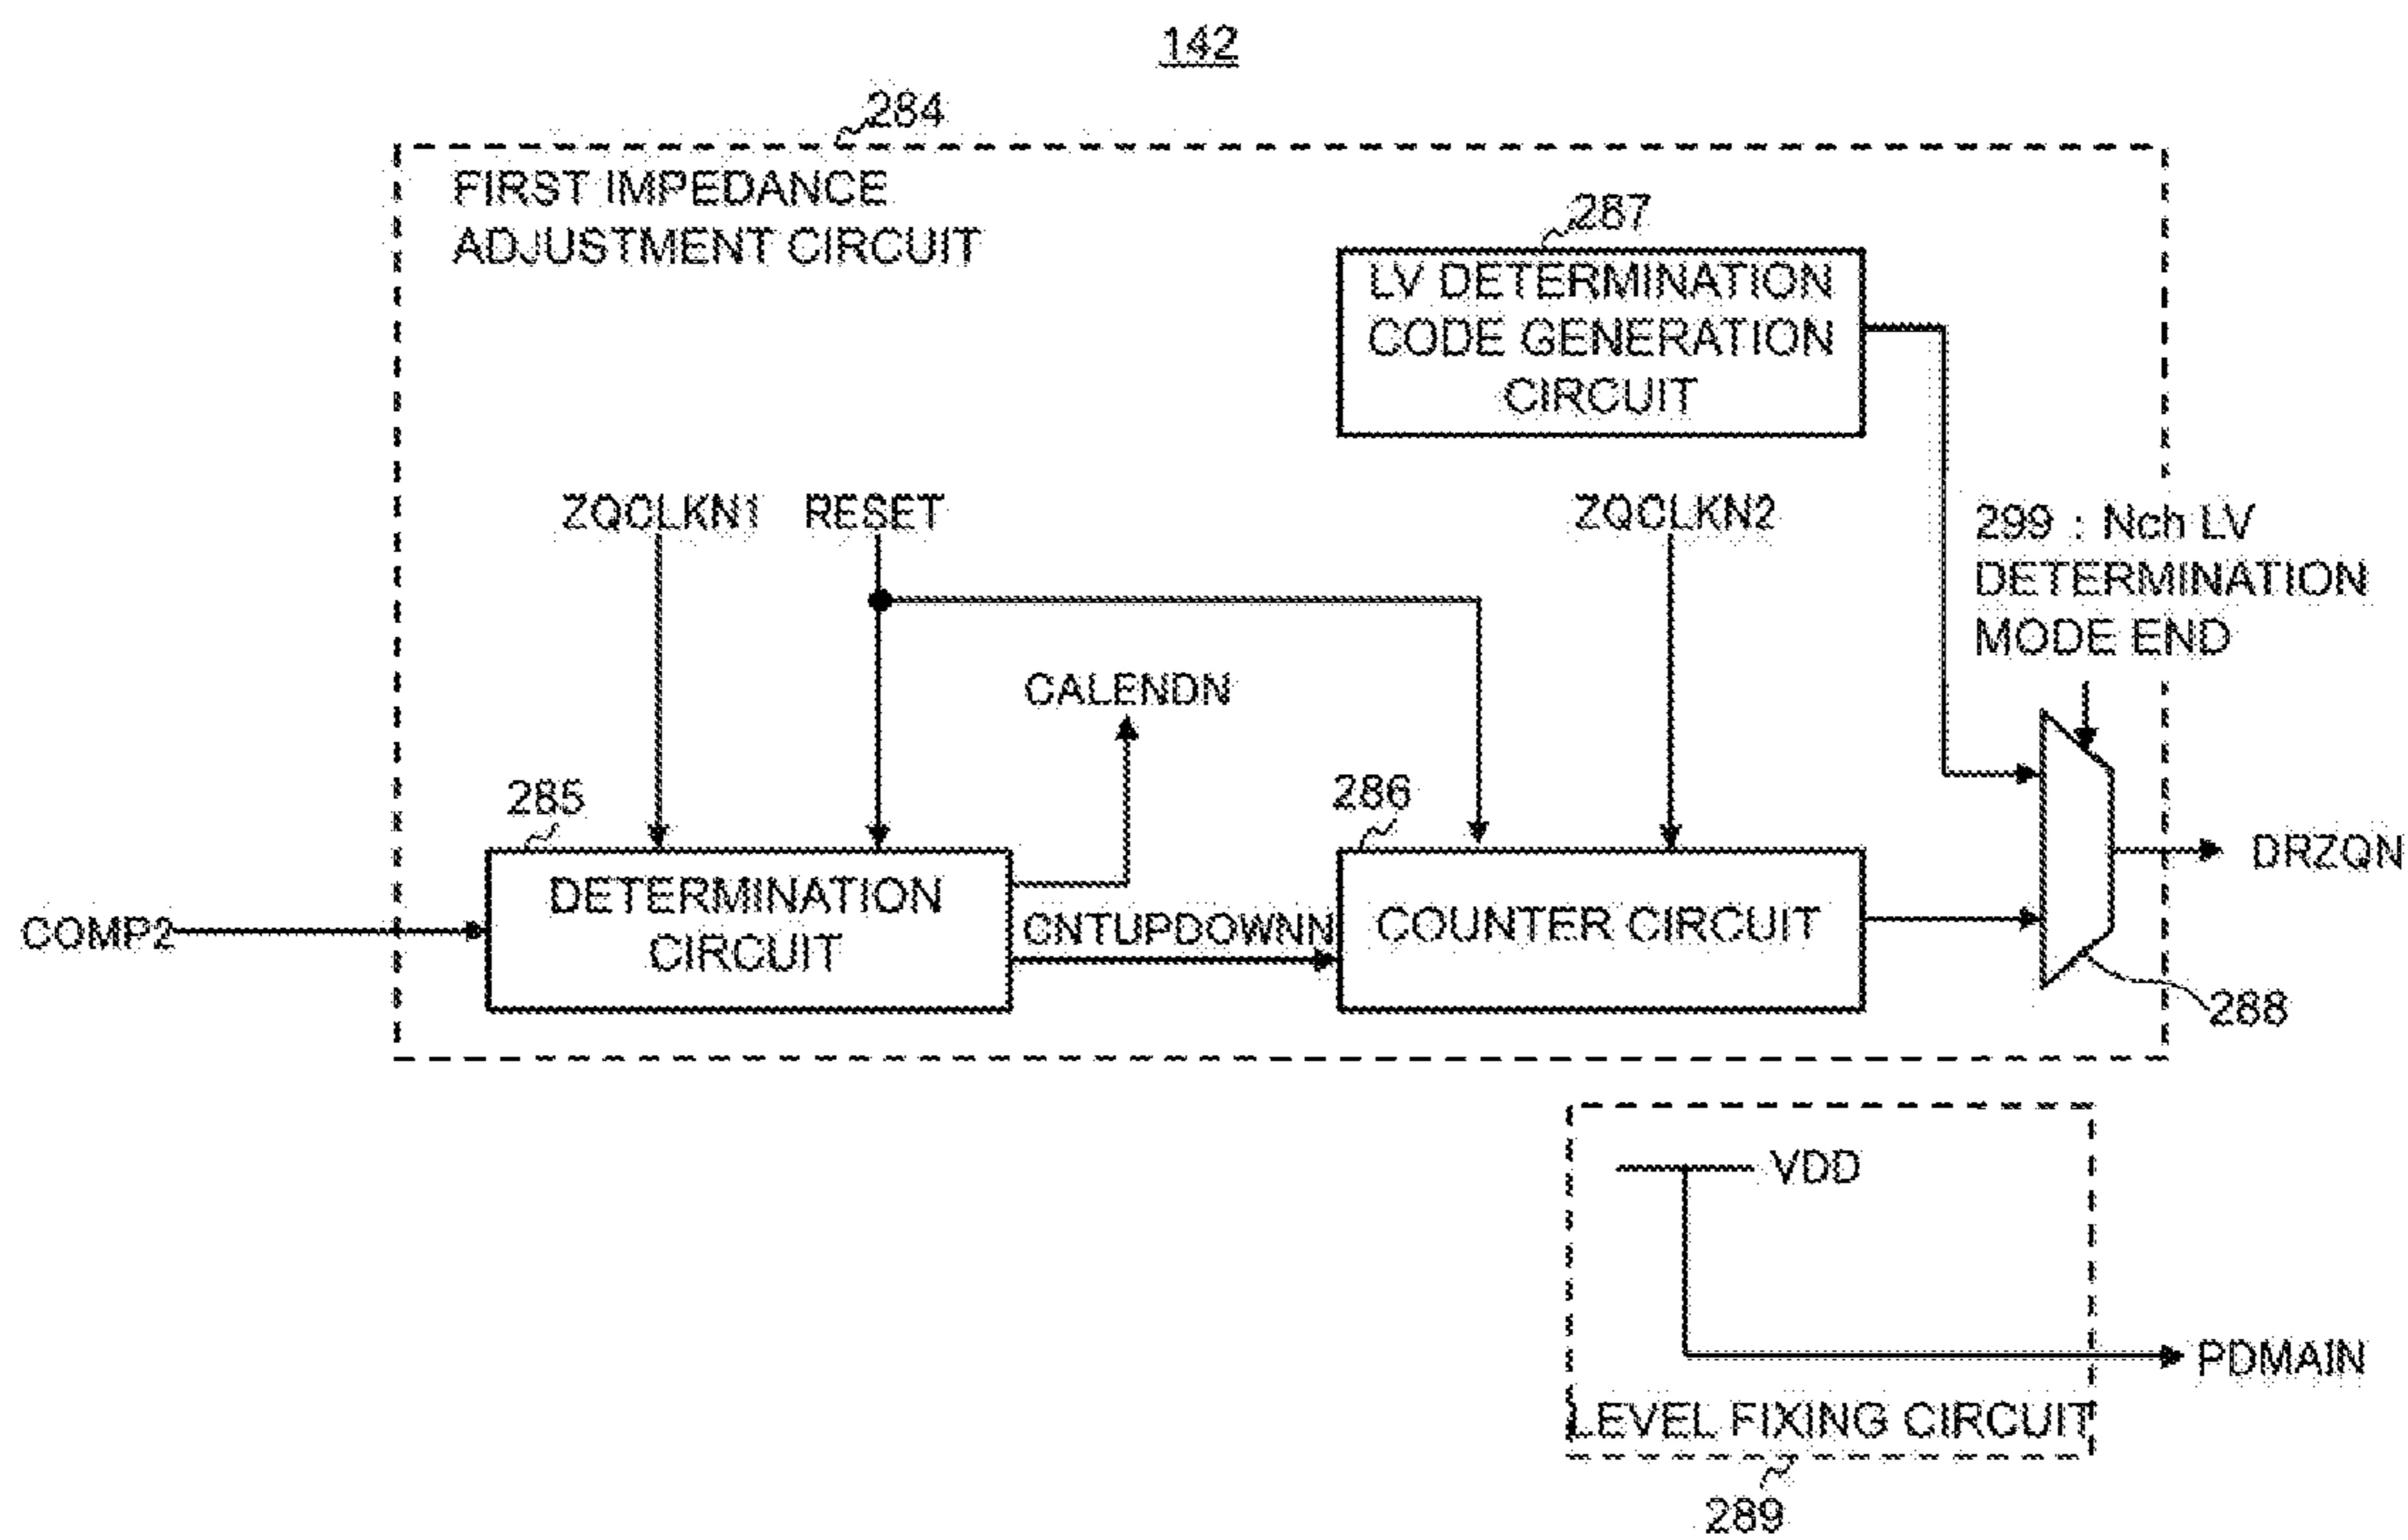 142
284
FIRST IMPEDANCE
ADJUSTMENT CIRCUIT
287
LV DETERMINATION
CODE GENERATION
CIRCUIT
ZQCLKN1
RESET
ZQCLKN2
299 : Nch LV
DETERMINATION
MODE END
CALENDN
285
286
DETERMINATION
CIRCUIT
COMP2
CNTUPDOWNN
COUNTER CIRCUIT
DRZQN
288
VDD
PDMAIN
LEVEL FIXING CIRCUIT
289